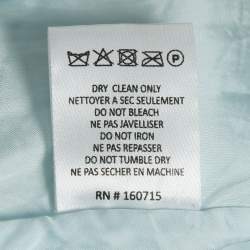 P
DRY CLEAN ONLY
NETTOYER A SEC SEULEMENT
DO NOT BLEACH
NE PAS JAVELLISER
DO NOT IRON
NE PAS REPASSER
DO NOT TUMBLE DRY
NE PAS SECHER EN MACHINE
RN # 160715